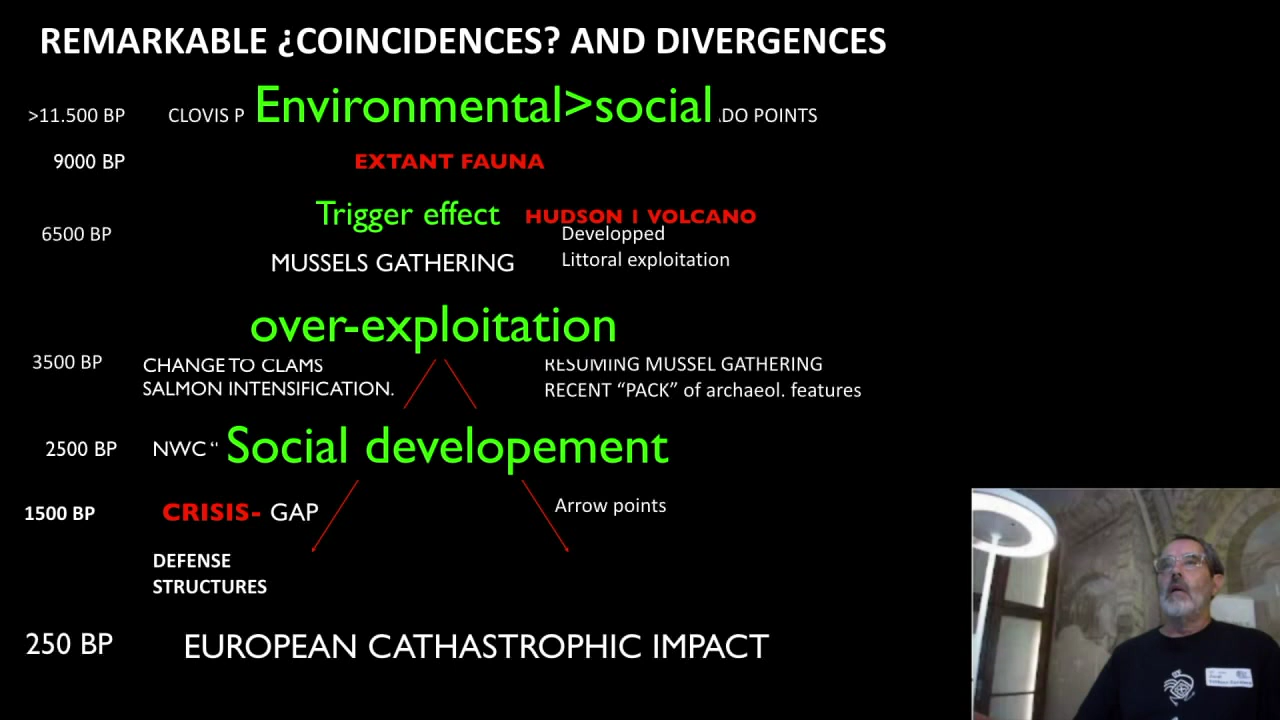 REMARKABLE ¿COINCIDENCES? AND DIVERGENCES
>11.500 BP CLOVIS P Environmental>social DO POINTS
9000 BP EXTANT FAUNA
Trigger effect HUDSON I VOLCANO
6500 BP Developped
MUSSELS GATHERING Littoral exploitation
over-exploitation
3500 BP CHANGE TO CLAMS RESUMING MUSSEL GATHERING
SALMON INTENSIFICATION. RECENT “PACK” of archaeol. features
2500 BP NWC “ Social developement
1500 BP CRISIS- GAP Arrow points
DEFENSE
STRUCTURES
250 BP EUROPEAN CATHASTROPHIC IMPACT